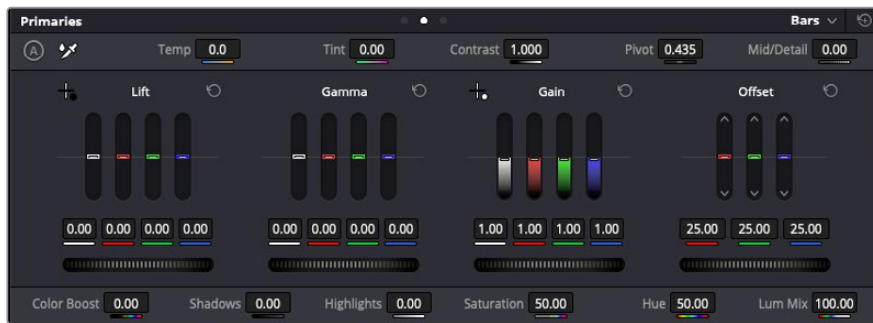 Primaries Bars
A Temp 0.0 Tint 0.00 Contrast 1.000 Pivot 0.435 Mid/Detail 0.00
Lift Gamma Gain Offset
0.00 0.00 0.00 0.00 0.00 0.00 0.00 0.00 1.00 1.00 1.00 1.00 25.00 25.00 25.00
Color Boost 0.00 Shadows 0.00 Highlights 0.00 Saturation 50.00 Hue 50.00 Lum Mix 100.00